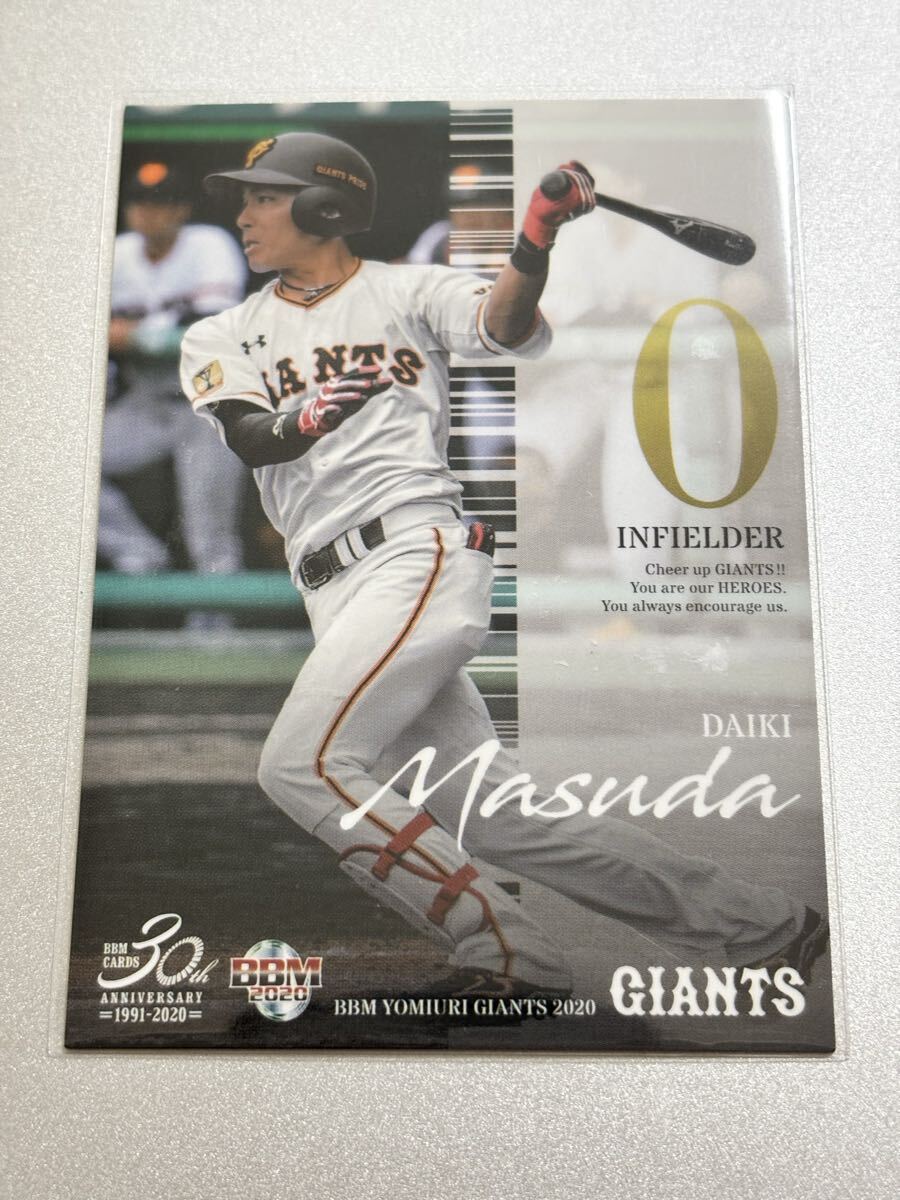 GIANTS PRIDE
GIANTS
Y
0
INFIELDER
Cheer up GIANTS!!
You are our HEROES.
You always encourage us.
DAIKI
Masuda
BBM
CARDS
30th
ANNIVERSARY
=1991-2020=
BBM
2020
BBM YOMIURI GIANTS 2020
GIANTS